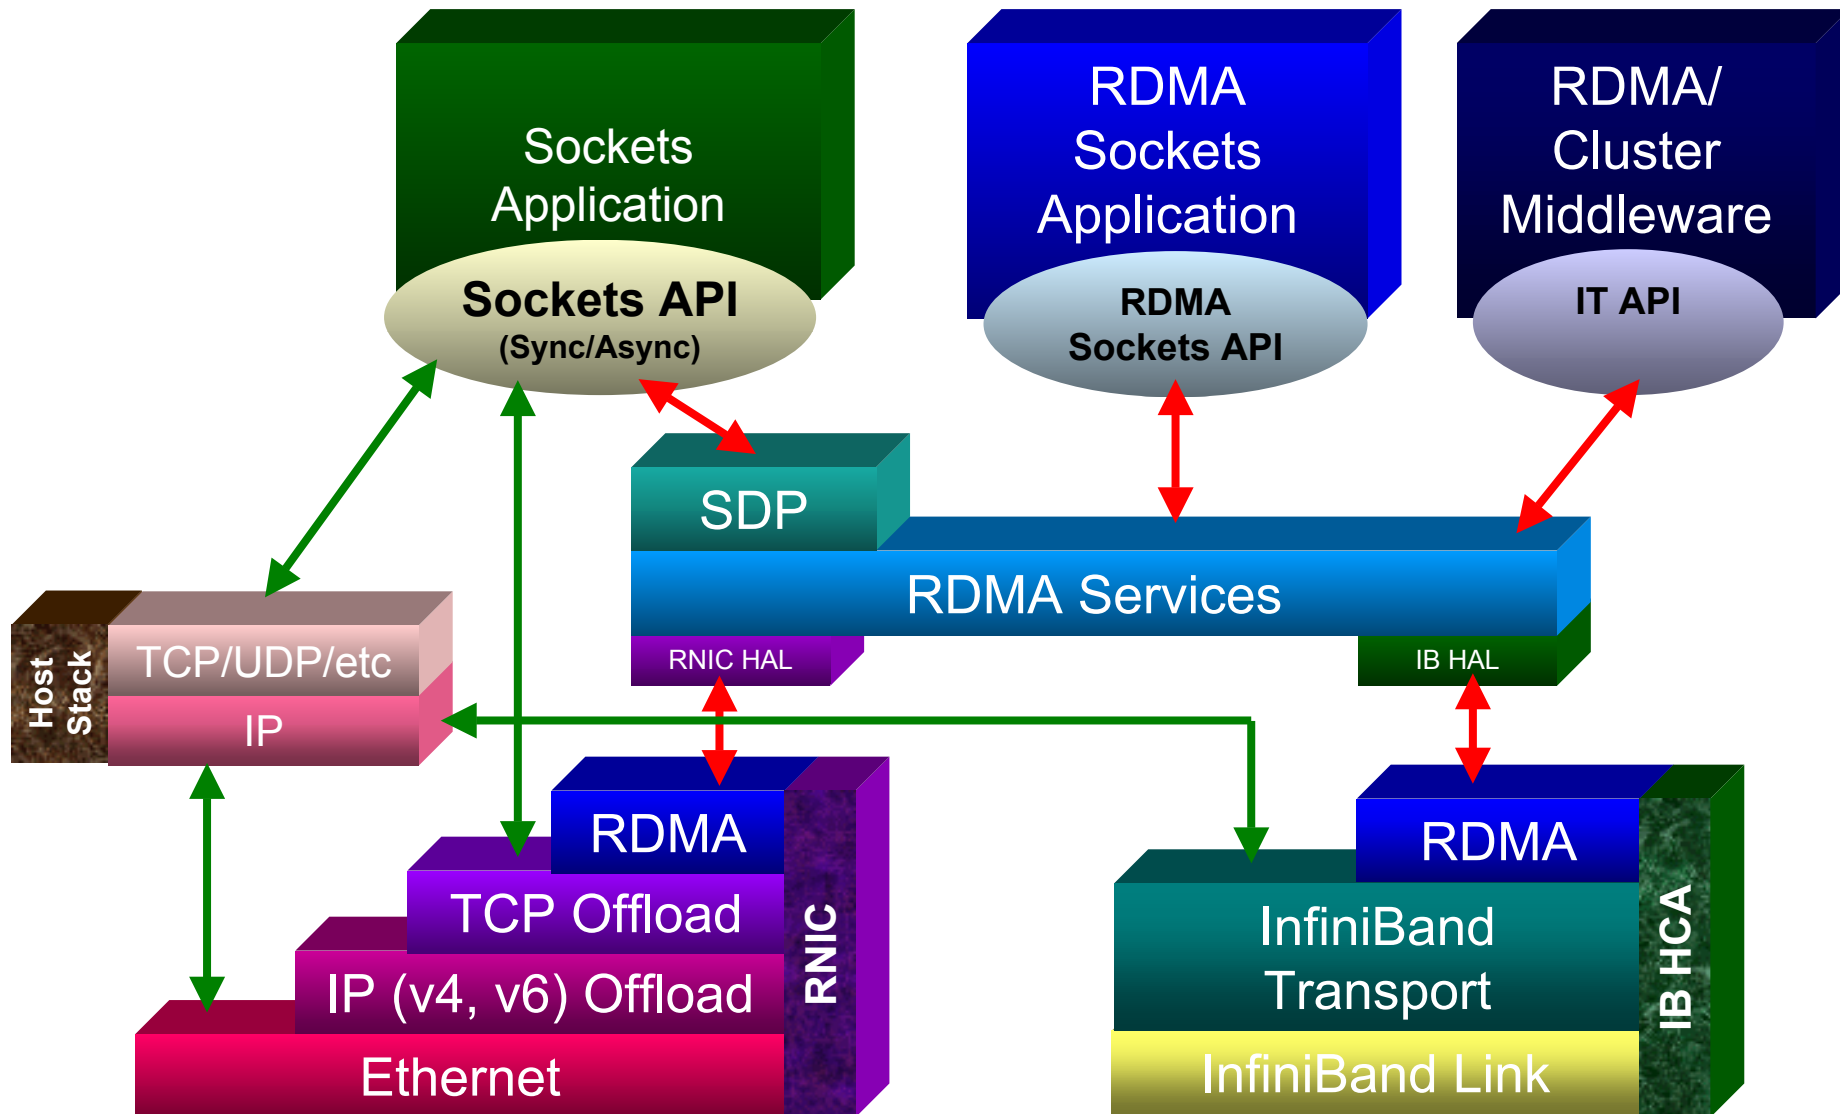 Sockets
Application
Sockets API
(Sync/Async)
RDMA
Sockets
Application
RDMA
Sockets API
RDMA/
Cluster
Middleware
IT API
SDP
RDMA Services
RNIC HAL
IB HAL
Host
Stack
TCP/UDP/etc
IP
RDMA
TCP Offload
IP (v4, v6) Offload
Ethernet
RNIC
RDMA
InfiniBand
Transport
InfiniBand Link
IB HCA